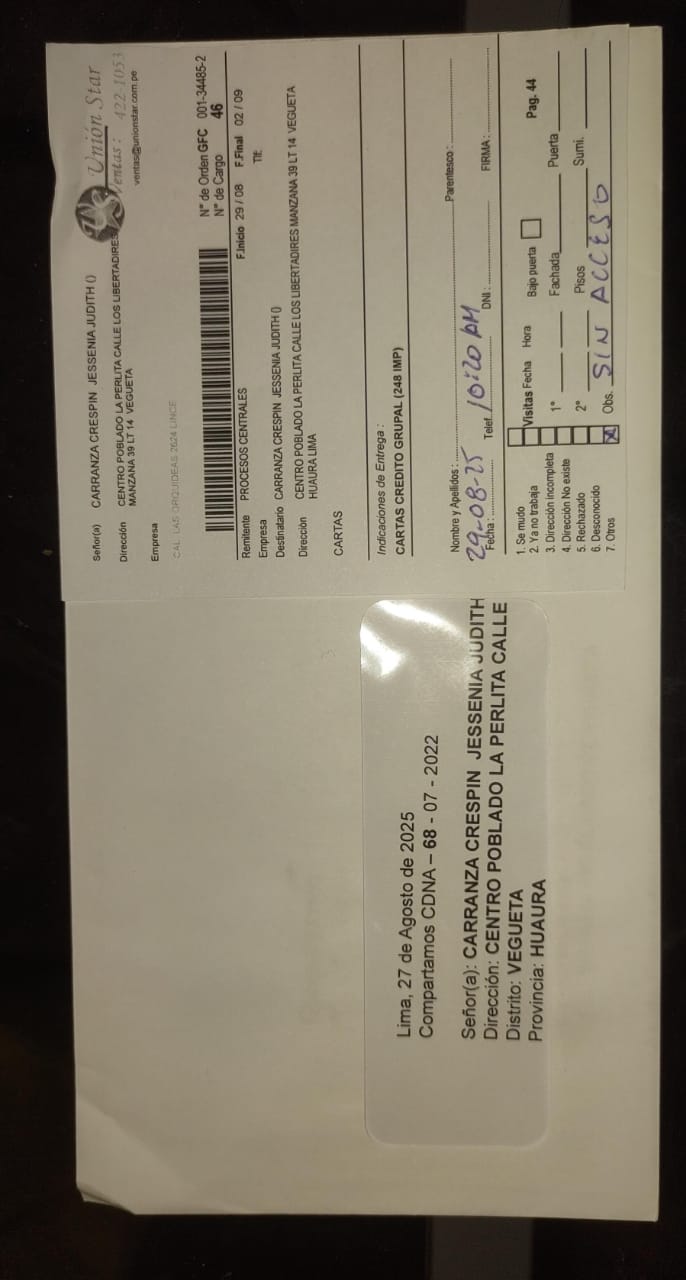 Unión Star
Ventas: 422-1053
ventas@unionstar.com.pe
Señor(a) CARRANZA CRESPIN JESSENIA JUDITH ()
Dirección CENTRO POBLADO LA PERLITA CALLE LOS LIBERTADIRES
MANZANA 39 LT 14 VEGUETA
Empresa
CAL. LAS ORQUIDEAS 2624 LINCE
N° de Orden GFC 001-34485-2
N° de Cargo 46
Remitente PROCESOS CENTRALES F.Inicio 29 / 08 F.Final 02 / 09
Empresa Tlf:
Destinatario CARRANZA CRESPIN JESSENIA JUDITH ()
Dirección CENTRO POBLADO LA PERLITA CALLE LOS LIBERTADIRES MANZANA 39 LT 14 VEGUETA
HUAURA LIMA
CARTAS
Indicaciones de Entrega :
CARTAS CREDITO GRUPAL (248 IMP)
Nombre y Apellidos : Parentesco :
29-08-25 10:20 AM
Fecha : Telef. DNI : FIRMA :
1. Se mudo Visitas Fecha Hora Bajo puerta Pag. 44
2. Ya no trabaja
3. Dirección incompleta 1° Fachada Puerta
4. Dirección No existe
5. Rechazado 2° Pisos Sumi.
6. Desconocido
7. Otros X Obs. SIN ACCESO
Lima, 27 de Agosto de 2025
Compartamos CDNA – 68 - 07 - 2022
Señor(a): CARRANZA CRESPIN JESSENIA JUDITH
Dirección: CENTRO POBLADO LA PERLITA CALLE
Distrito: VEGUETA
Provincia: HUAURA